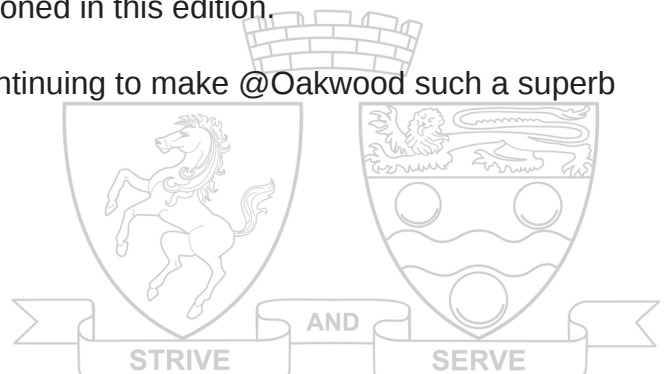 oned in this edition.
ntinuing to make @Oakwood such a superb
AND
STRIVE
SERVE